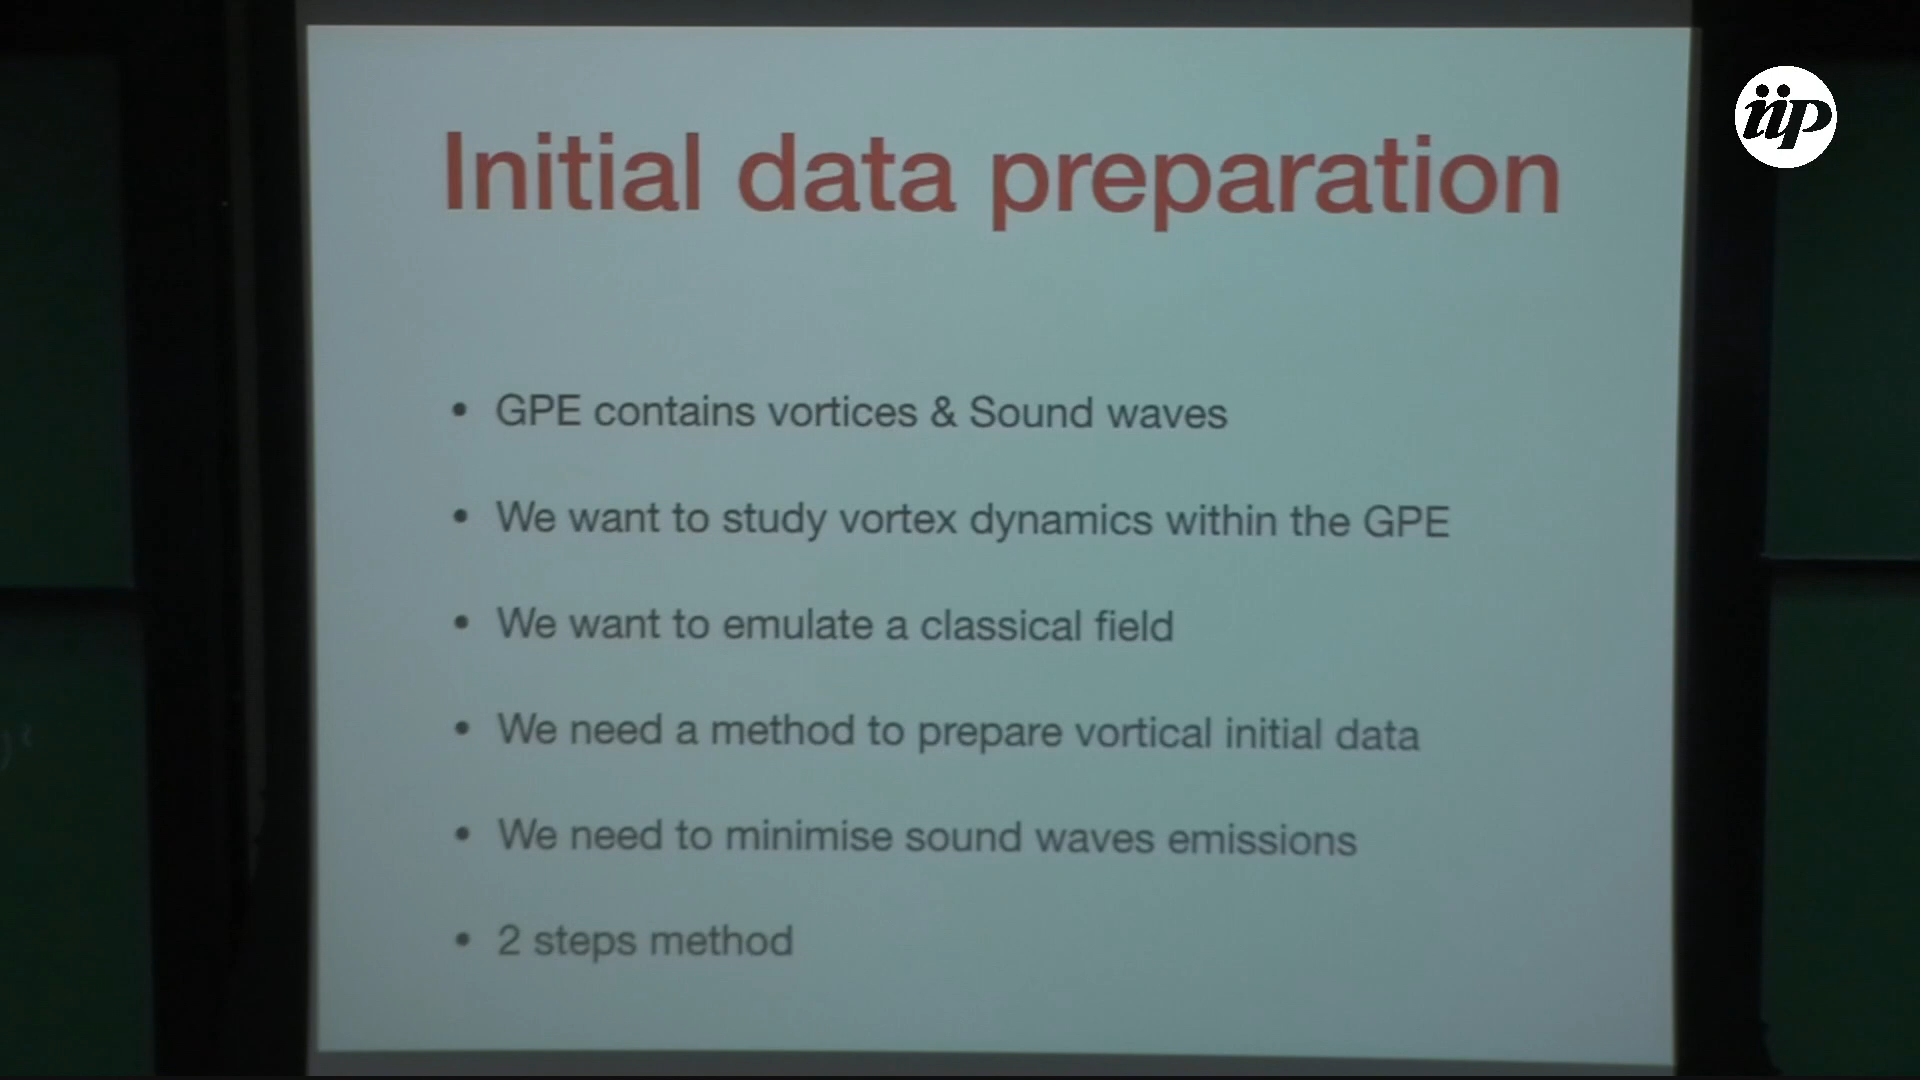 iip
Initial data preparation
• GPE contains vortices & Sound waves
• We want to study vortex dynamics within the GPE
• We want to emulate a classical field
• We need a method to prepare vortical initial data
• We need to minimise sound waves emissions
• 2 steps method